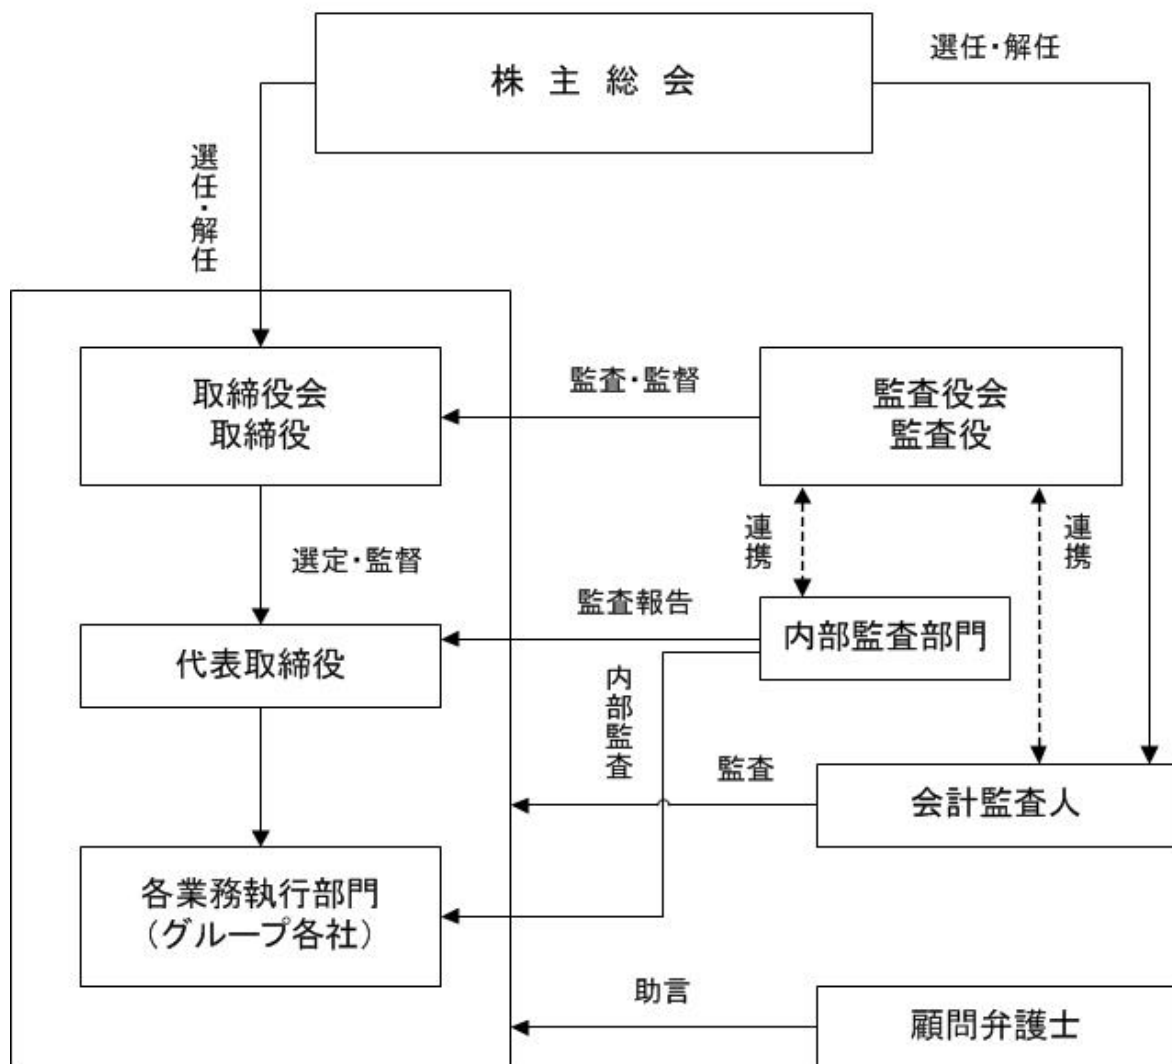 株 主 総 会
選任・解任
選任・解任
取締役会
取締役
監査・監督
監査役会
監査役
選定・監督
連携
連携
監査報告
代表取締役
内部監査部門
内部監査
監査
会計監査人
各業務執行部門
（グループ各社）
助言
顧問弁護士